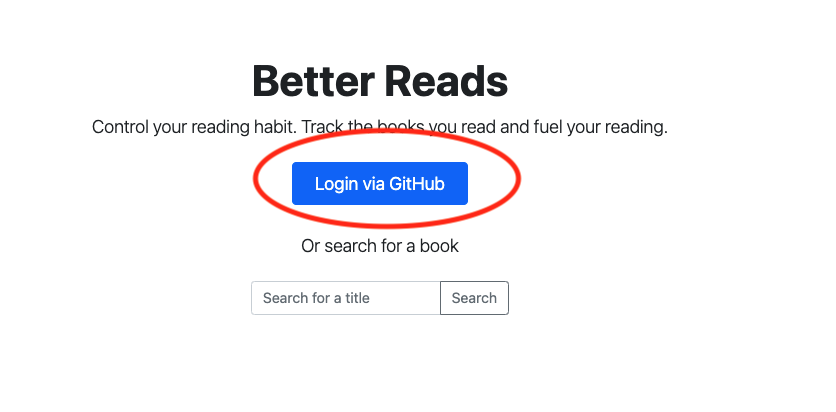 Better Reads
Control your reading habit. Track the books you read and fuel your reading.
Login via GitHub
Or search for a book
Search for a title
Search